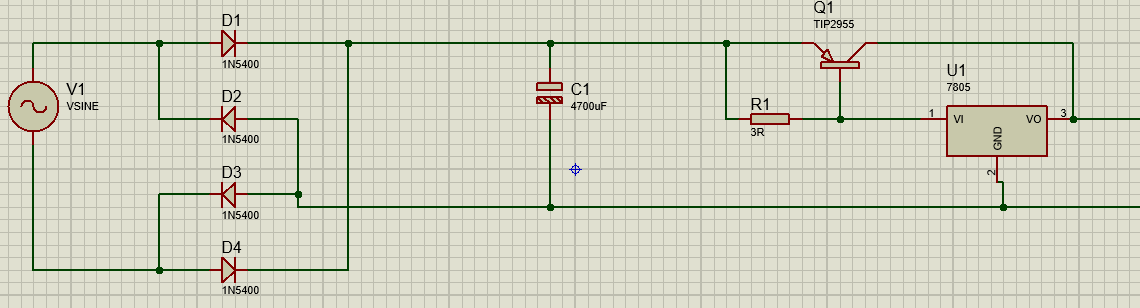 Q1
TIP2955
D1
1N5400
V1
VSINE
D2
1N5400
C1
4700uF
R1
3R
U1
7805
1
VI
VO
3
GND
2
D3
1N5400
D4
1N5400